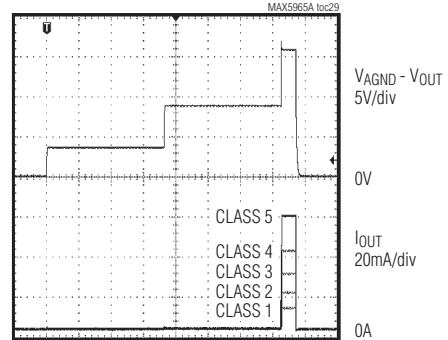 MAX5965A toc29
T
VAGND - VOUT
5V/div
0V
CLASS 5
IOUT
CLASS 4
20mA/div
CLASS 3
CLASS 2
CLASS 1
0A